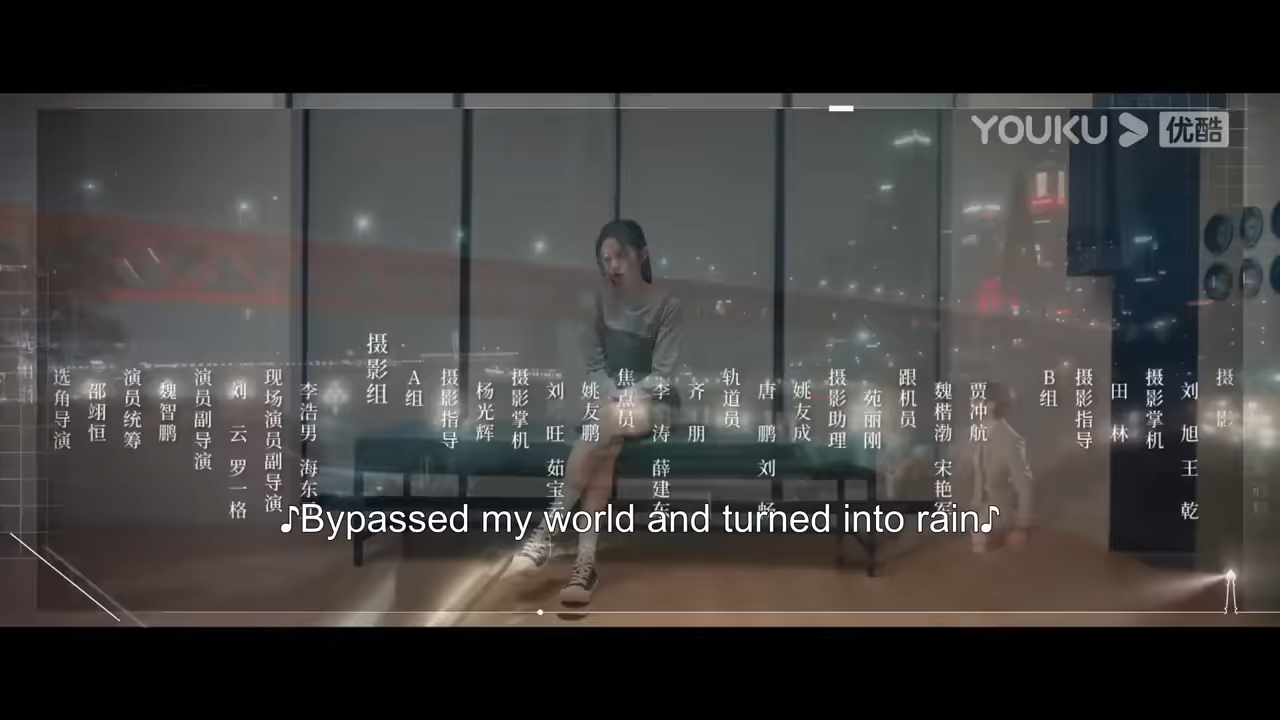 YOUKU 优酷
选角导演
邵翊恒
演员统筹
魏智鹏
演员副导演
刘云 罗一格
现场演员副导演
李浩男 海东
摄影组
A组
摄影指导
杨光辉
摄影掌机
刘旺 茹宝
姚友鹏
焦点员
李涛 薛建东
齐朋
轨道员
唐鹏 刘畅
姚友成
摄影助理
苑丽刚
跟机员
魏楷渤 宋艳军
贾冲航
B组
摄影指导
田林
摄影掌机
刘旭 王乾
♪Bypassed my world and turned into rain♪